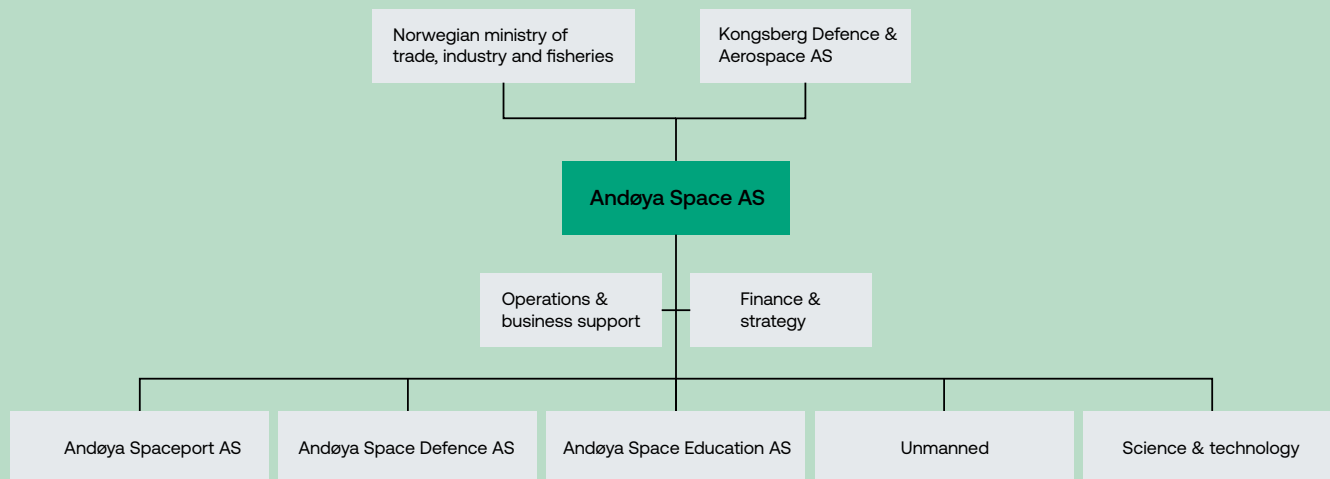 Norwegian ministry of
trade, industry and fisheries
Kongsberg Defence &
Aerospace AS
Andøya Space AS
Operations &
business support
Finance &
strategy
Andøya Spaceport AS
Andøya Space Defence AS
Andøya Space Education AS
Unmanned
Science & technology